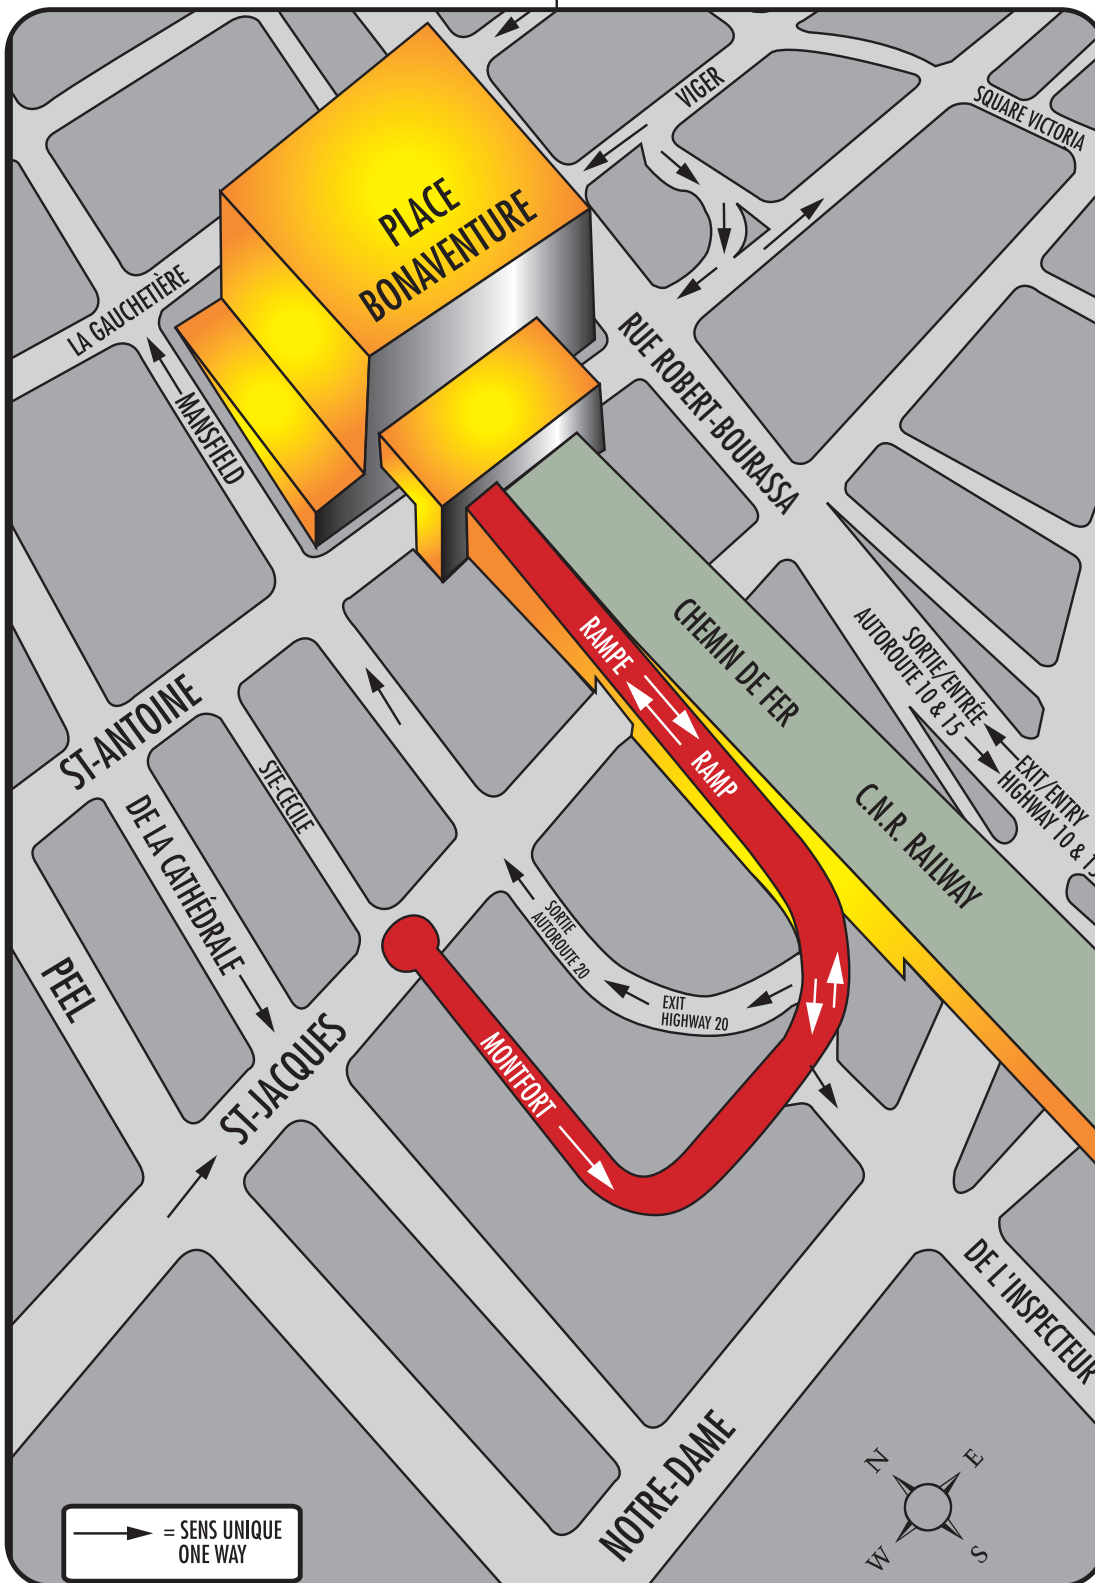 VIGER
SQUARE VICTORIA
PLACE
BONAVENTURE
LA GAUCHETIÈRE
MANSFIELD
RUE ROBERT-BOURASSA
CHEMIN DE FER
C.N.R. RAILWAY
RAMPE
RAMP
SORTIE/ENTRÉE
AUTOROUTE 10 & 15
EXIT/ENTRY
HIGHWAY 10 & 15
ST-ANTOINE
STE-CÉCILE
DE LA CATHÉDRALE
PEEL
ST-JACQUES
SORTIE
AUTOROUTE 20
EXIT
HIGHWAY 20
MONTFORT
DE L'INSPECTEUR
NOTRE-DAME
N
E
W
S
= SENS UNIQUE
ONE WAY